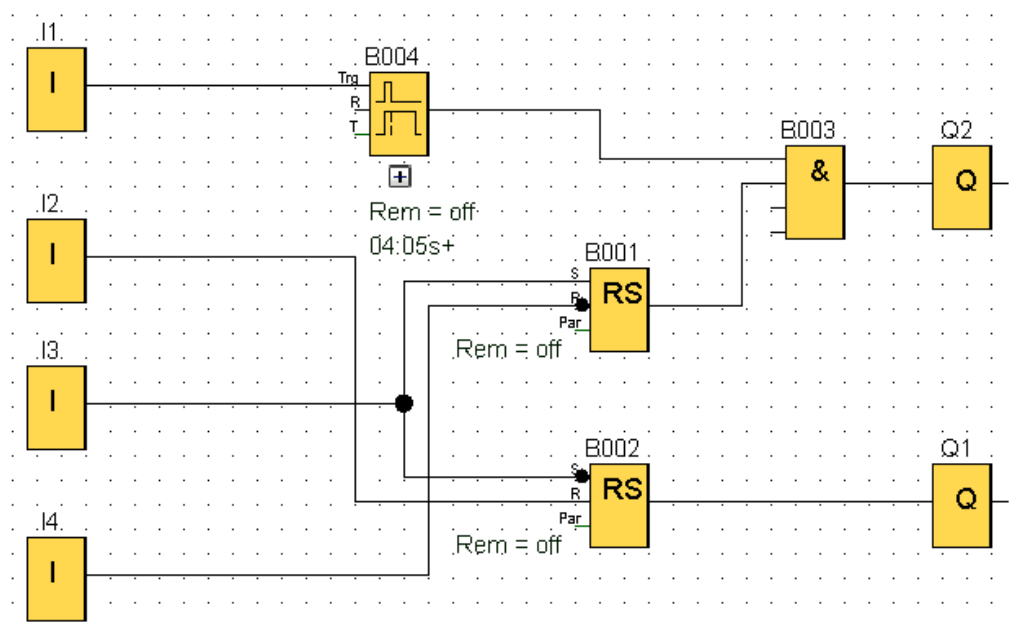 I1
I
B004
Trg
R
T
Rem = off
04:05s+
B003
&
Q2
Q
I2
I
B001
S
R
RS
Par
Rem = off
I3
I
B002
S
R
RS
Par
Rem = off
Q1
Q
I4
I